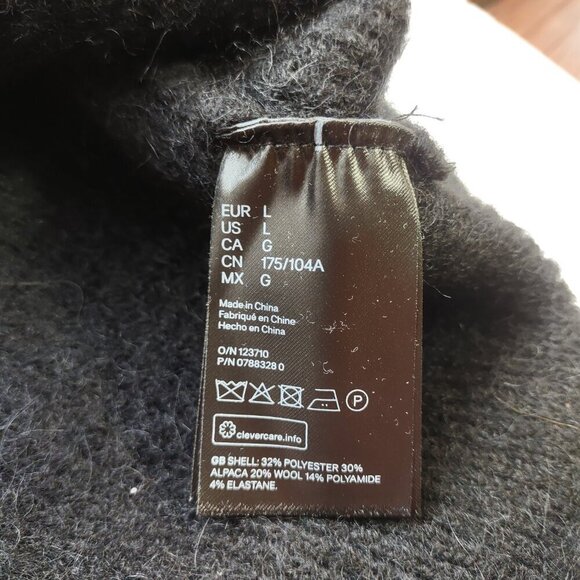 EUR L
US L
CA G
CN 175/104A
MX G
Made in China
Fabriqué en Chine
Hecho en China
O/N 123710
P/N 0788328 0
P
clevercare.info
GB SHELL: 32% POLYESTER 30%
ALPACA 20% WOOL 14% POLYAMIDE
4% ELASTANE.